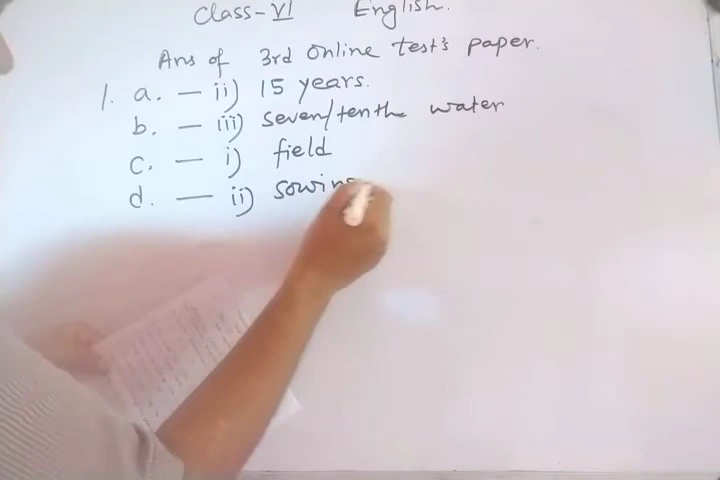 Class-VI English.
Ans of 3rd online test's paper.
1. a. — ii) 15 years.
b. — iii) seven/tenth water
c. — i) field
d. — ii) sowing